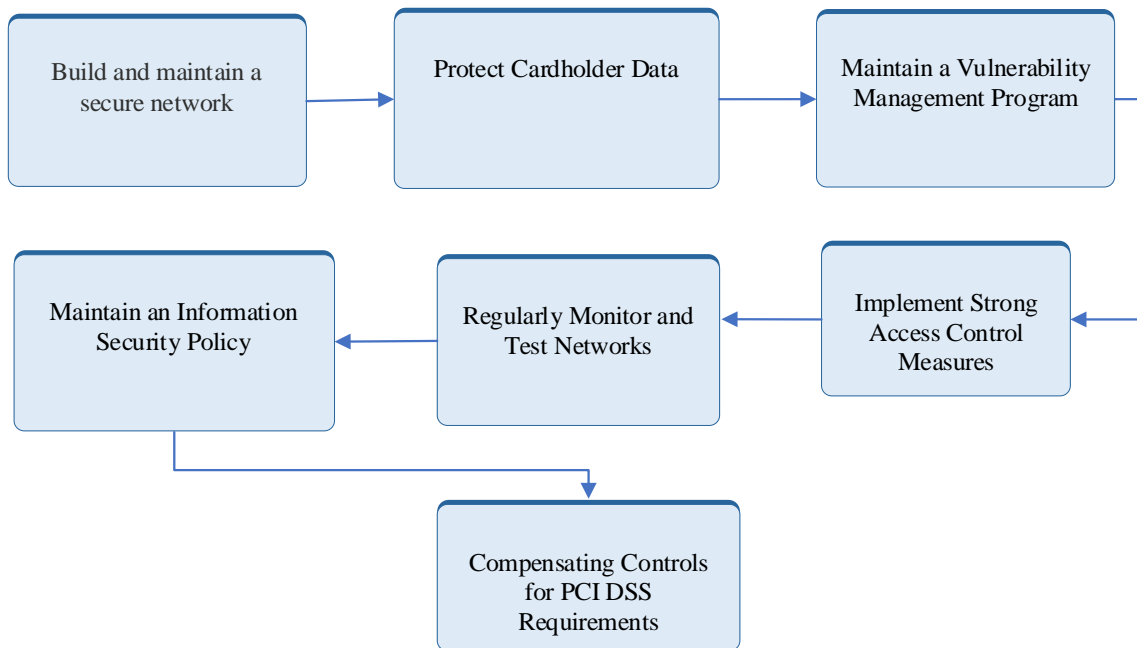 Build and maintain a
secure network
Protect Cardholder Data
Maintain a Vulnerability
Management Program
Implement Strong
Access Control
Measures
Regularly Monitor and
Test Networks
Maintain an Information
Security Policy
Compensating Controls
for PCI DSS
Requirements